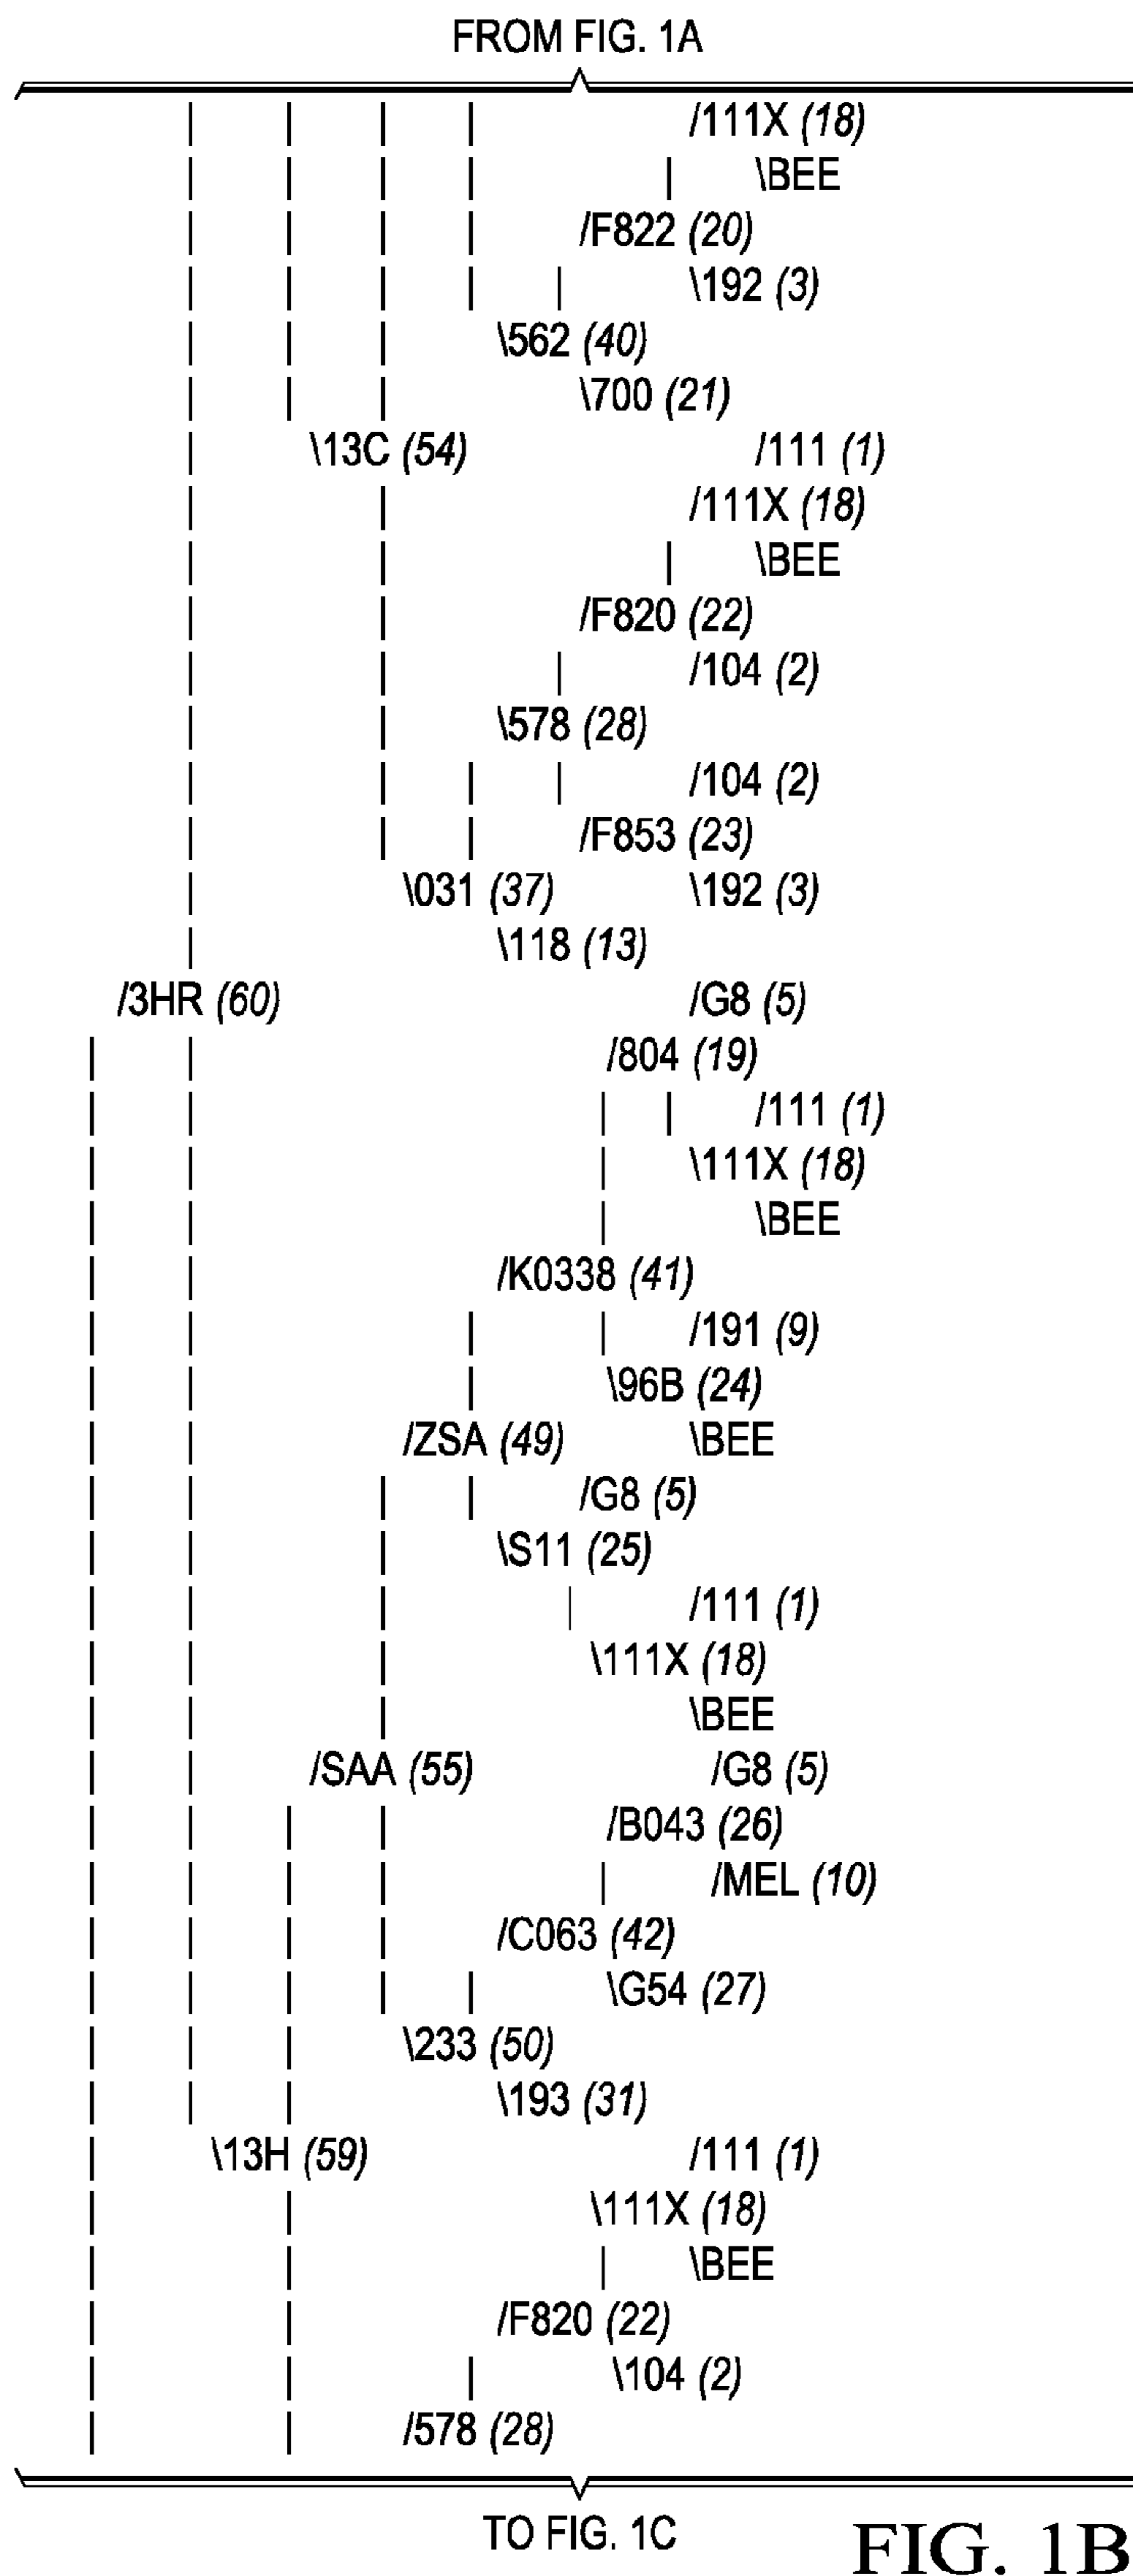 FROM FIG. 1A
| | | | /111X (18)
| | | | | \BEE
| | | | /F822 (20)
| | | | | \192 (3)
| | | \562 (40)
| | | \700 (21)
| \13C (54) /111 (1)
| | /111X (18)
| | | \BEE
| | /F820 (22)
| | | /104 (2)
| | \578 (28)
| | | | /104 (2)
| | | /F853 (23)
| \031 (37) \192 (3)
| \118 (13)
/3HR (60) /G8 (5)
| | /804 (19)
| | | | /111 (1)
| | | \111X (18)
| | | \BEE
| | /K0338 (41)
| | | | /191 (9)
| | | \96B (24)
| | /ZSA (49) \BEE
| | | | /G8 (5)
| | | \S11 (25)
| | | | /111 (1)
| | | \111X (18)
| | | \BEE
| | /SAA (55) /G8 (5)
| | | | /B043 (26)
| | | | | /MEL (10)
| | | | /C063 (42)
| | | | | \G54 (27)
| | | \233 (50)
| | | \193 (31)
| \13H (59) /111 (1)
| | \111X (18)
| | | \BEE
| | /F820 (22)
| | | \104 (2)
| | /578 (28)
TO FIG. 1C
FIG. 1B